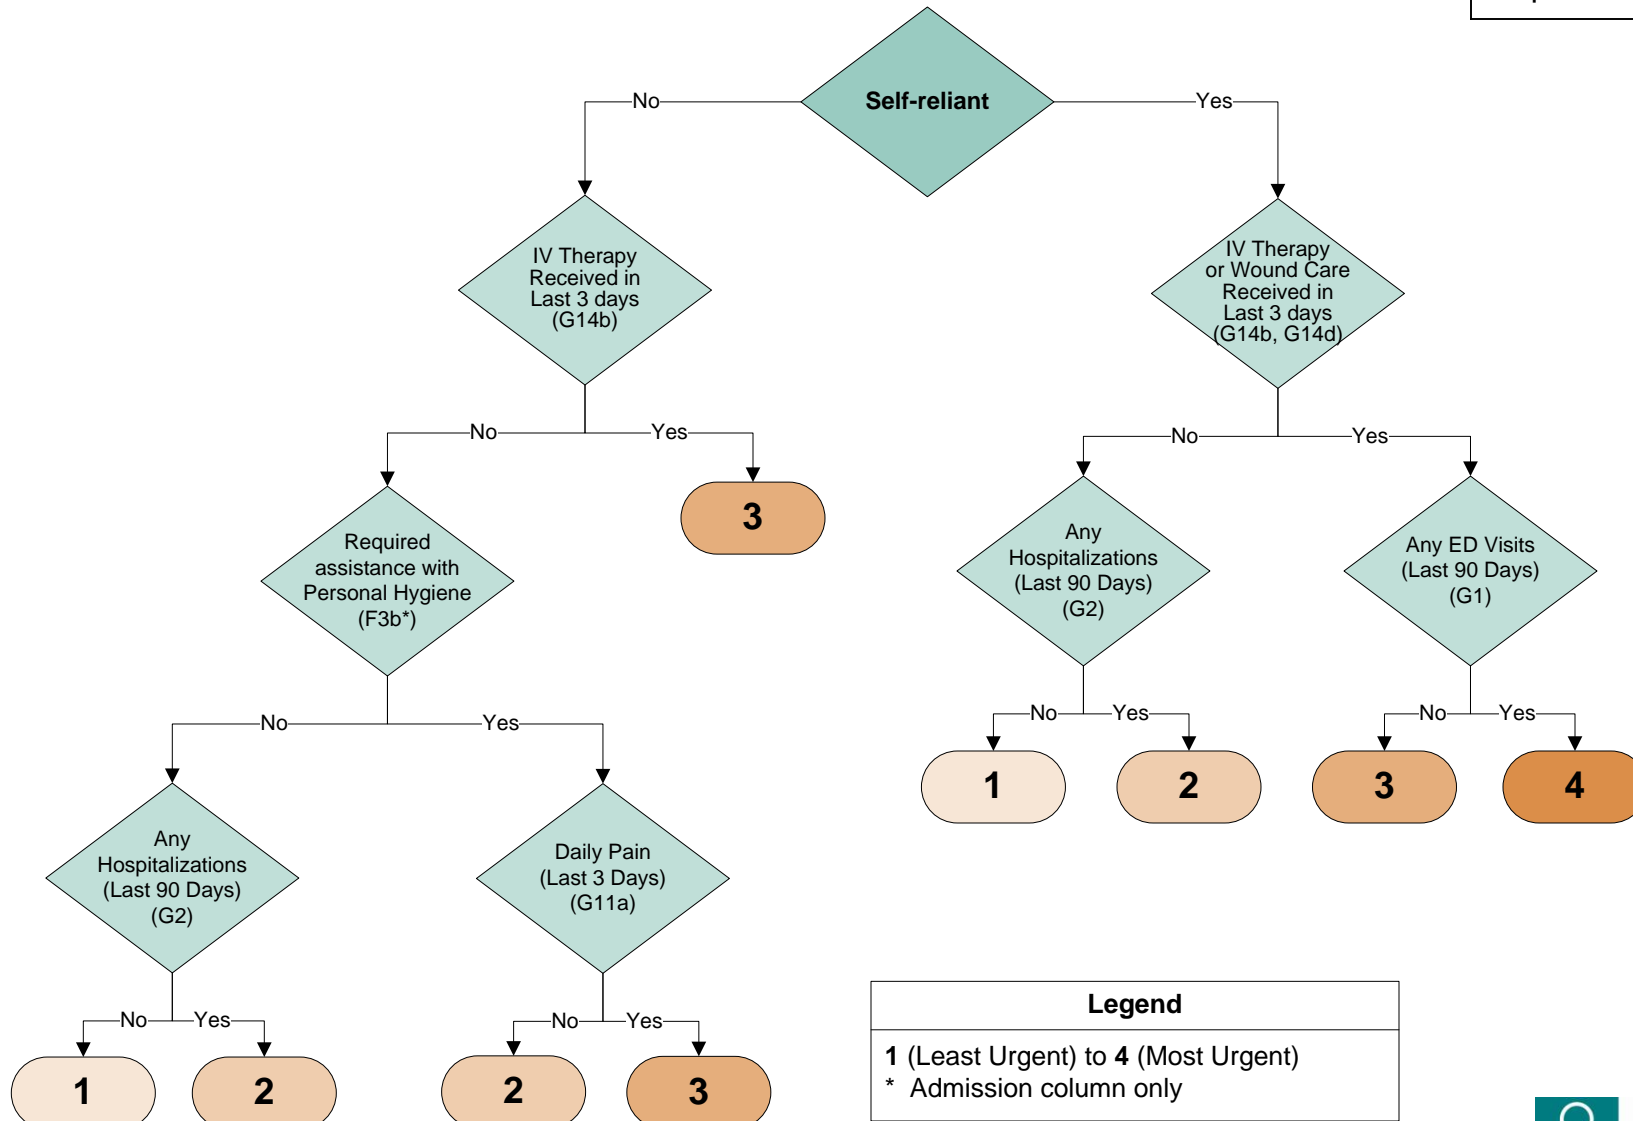 Self-reliant
No
Yes
IV Therapy
Received in
Last 3 days
(G14b)
IV Therapy
or Wound Care
Received in
Last 3 days
(G14b, G14d)
No
Yes
No
Yes
3
Required
assistance with
Personal Hygiene
(F3b*)
Any
Hospitalizations
(Last 90 Days)
(G2)
Any ED Visits
(Last 90 Days)
(G1)
No
Yes
No
Yes
No
Yes
1
2
3
4
Any
Hospitalizations
(Last 90 Days)
(G2)
Daily Pain
(Last 3 Days)
(G11a)
No
Yes
No
Yes
1
2
2
3
Legend
1 (Least Urgent) to 4 (Most Urgent)
* Admission column only